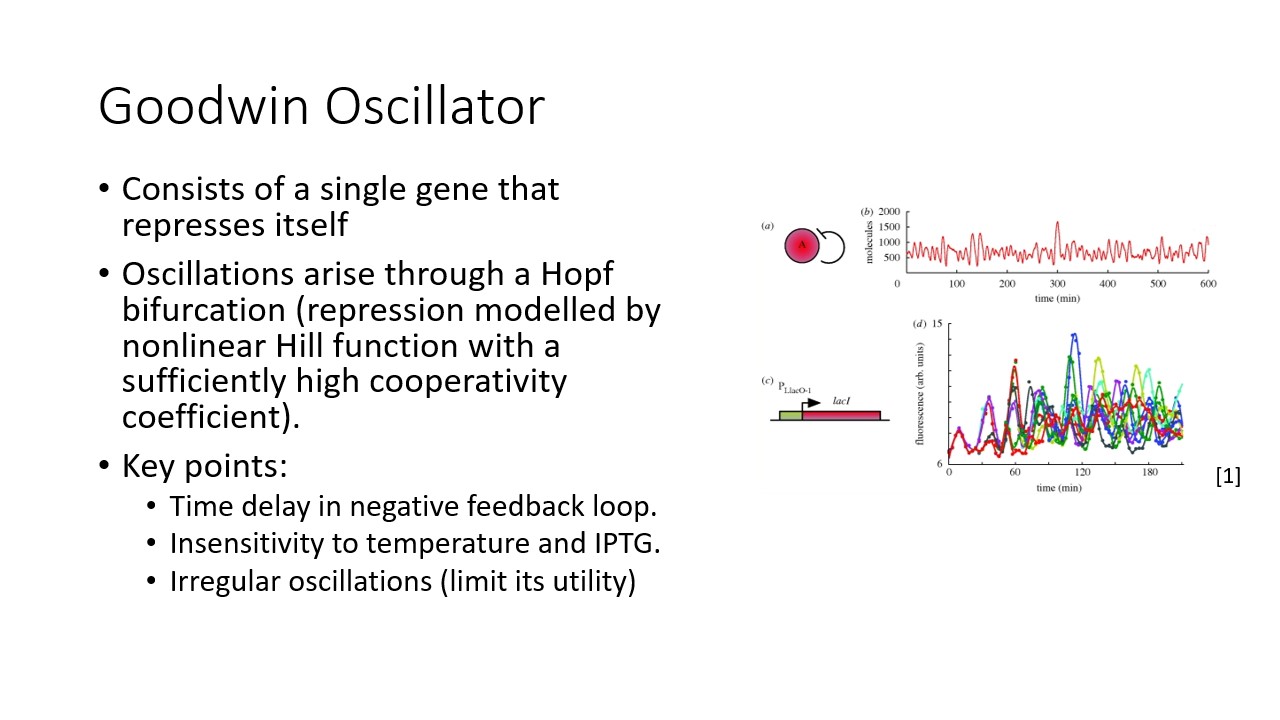 Goodwin Oscillator
• Consists of a single gene that
represses itself
• Oscillations arise through a Hopf
bifurcation (repression modelled by
nonlinear Hill function with a
sufficiently high cooperativity
coefficient).
• Key points:
• Time delay in negative feedback loop.
• Insensitivity to temperature and IPTG.
• Irregular oscillations (limit its utility)
(a)
A
(b)
molecules
2000
1500
1000
500
0 100 200 300 400 500 600
time (min)
(c)
PLlacO-1
lacI
(d)
fluorescence (arb. units)
15
6
0 60 120 180
time (min)
[1]